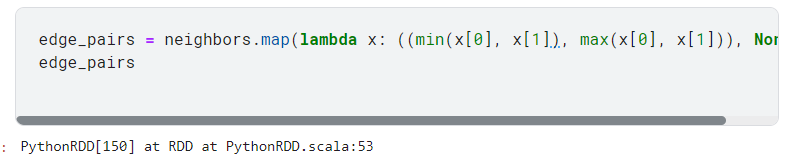 edge_pairs = neighbors.map(lambda x: ((min(x[0], x[1]), max(x[0], x[1])), Non
edge_pairs
: PythonRDD[150] at RDD at PythonRDD.scala:53